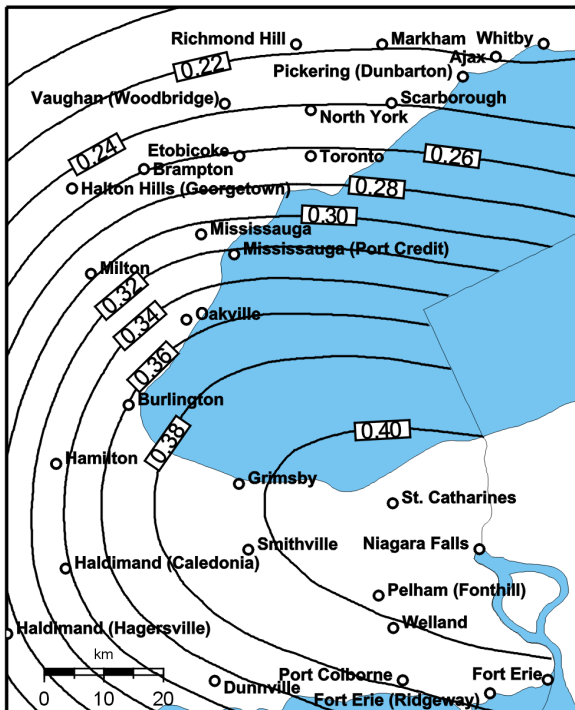 Richmond Hill
Markham
Whitby
Ajax
0.22
Pickering (Dunbarton)
Vaughan (Woodbridge)
Scarborough
North York
0.24
Etobicoke
Toronto
0.26
Brampton
Halton Hills (Georgetown)
0.28
0.30
Mississauga
Mississauga (Port Credit)
Milton
0.32
0.34
Oakville
0.36
Burlington
0.38
0.40
Hamilton
Grimsby
St. Catharines
Smithville
Niagara Falls
Haldimand (Caledonia)
Pelham (Fonthill)
Haldimand (Hagersville)
Welland
km
0 10 20
Dunnville
Port Colborne
Fort Erie
Fort Erie (Ridgeway)